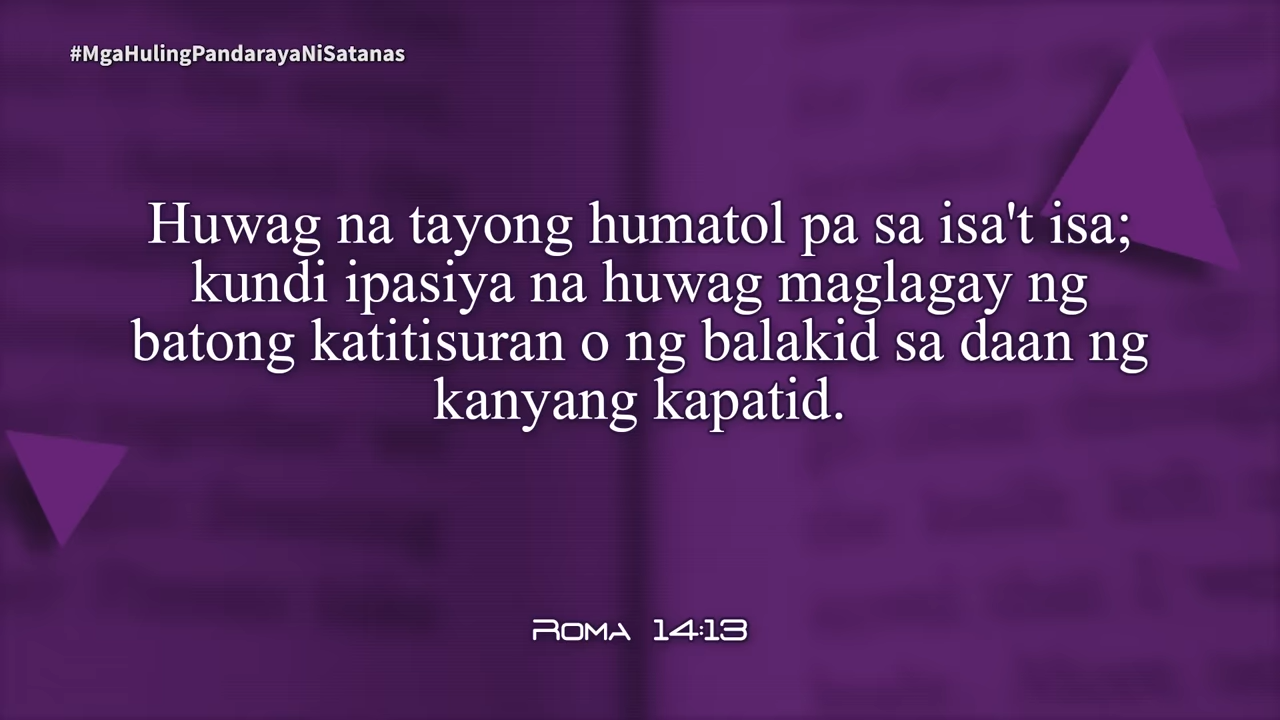 #MgaHulingPandarayaNiSatanas
Huwag na tayong humatol pa sa isa't isa;
kundi ipasiya na huwag maglagay ng
batong katitisuran o ng balakid sa daan ng
kanyang kapatid.
Roma 14:13